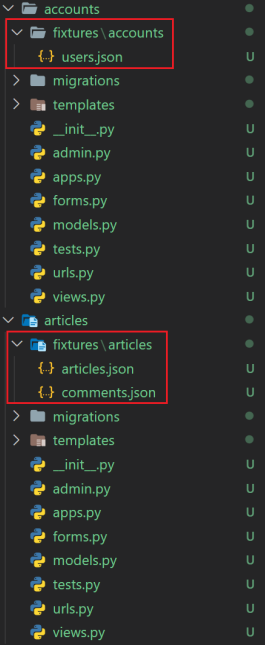 accounts
fixtures\accounts
{..} users.json U
migrations
templates
__init__.py U
admin.py U
apps.py U
forms.py U
models.py U
tests.py U
urls.py U
views.py U
articles
fixtures\articles
{..} articles.json U
{..} comments.json U
migrations
templates
__init__.py U
admin.py U
apps.py U
forms.py U
models.py U
tests.py U
urls.py U
views.py U